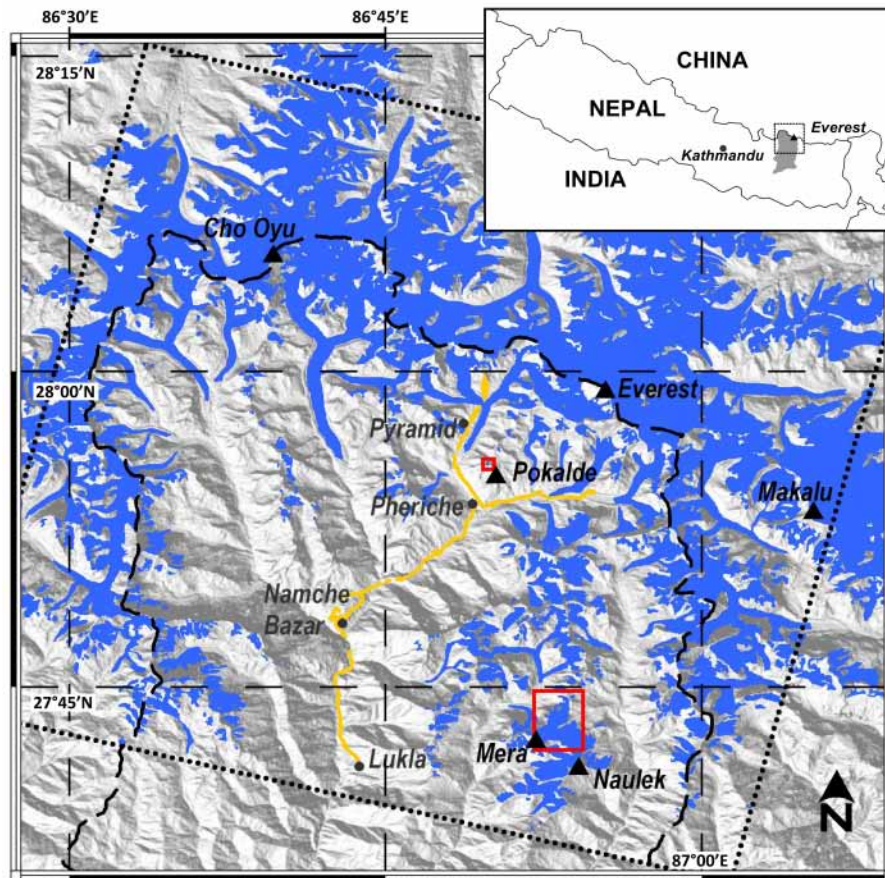 86°30'E
86°45'E
28°15'N
CHINA
NEPAL
Everest
Kathmandu
INDIA
Cho Oyu
28°00'N
Everest
Pyramid
Pokalde
Makalu
Pheriche
Namche
Bazar
27°45'N
Mera
Naulek
Lukla
N
87°00'E